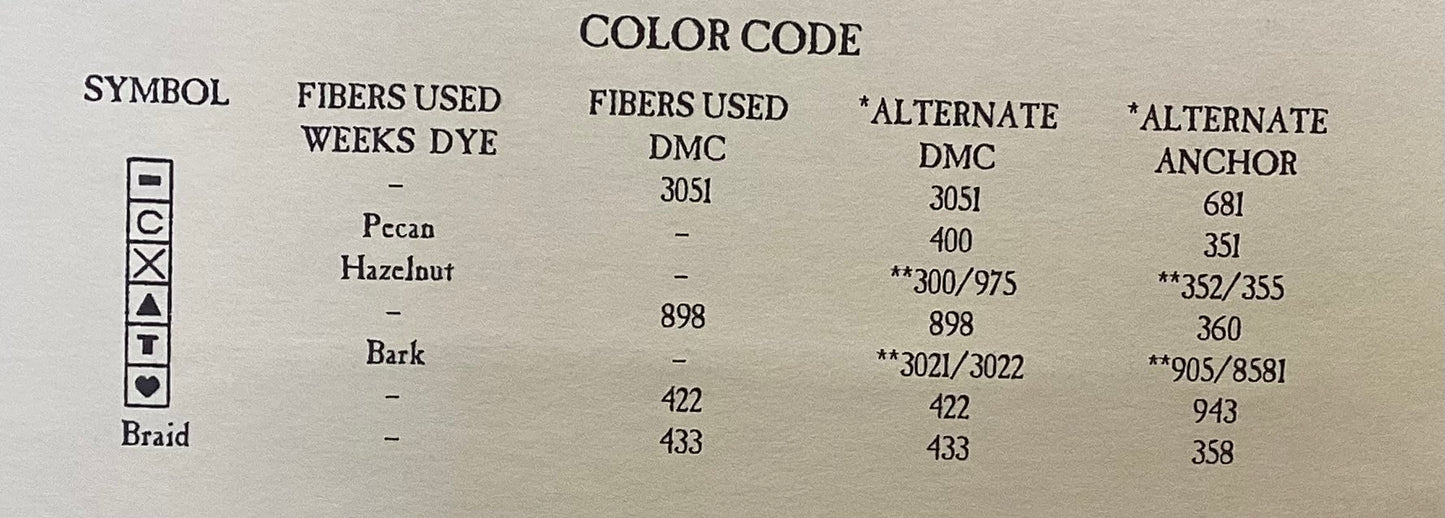 COLOR CODE
SYMBOL FIBERS USED WEEKS DYE FIBERS USED DMC *ALTERNATE DMC *ALTERNATE ANCHOR
– – 3051 3051 681
C Pecan – 400 351
X Hazelnut – **300/975 **352/355
▲ – 898 898 360
T Bark – **3021/3022 **905/8581
♥ – 422 422 943
Braid – 433 433 358